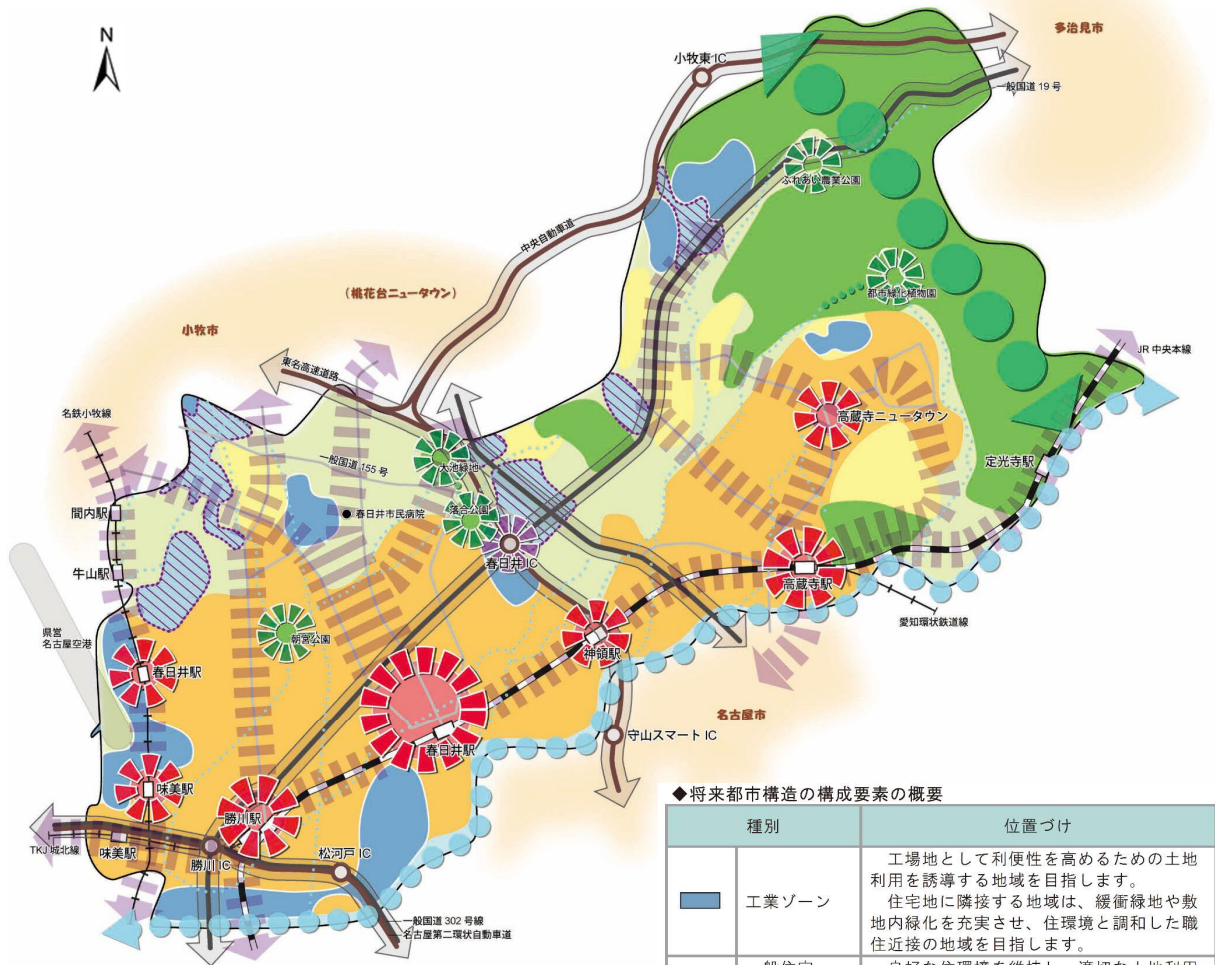 N
多治見市
小牧東 IC
一般国道 19 号
ふれあい農業公園
中央自動車道
(桃花台ニュータウン)
都市緑化植物園
小牧市
東名高速道路
JR 中央本線
名鉄小牧線
高蔵寺ニュータウン
一般国道 155 号
大池緑地
定光寺駅
間内駅
春日井市民病院
落合公園
春日井 IC
牛山駅
高蔵寺駅
愛知環状鉄道線
県営
名古屋空港
朝宮公園
神領駅
春日井駅
名古屋市
守山スマート IC
春日井駅
味美駅
勝川駅
TKJ 城北線
味美駅
勝川 IC
松河戸 IC
一般国道 302 号線
名古屋第二環状自動車道
◆将来都市構造の構成要素の概要
種別
位置づけ
工業ゾーン
工場地として利便性を高めるための土地
利用を誘導する地域を目指します。
住宅地に隣接する地域は、緩衝緑地や敷
地内緑化を充実させ、住環境と調和した職
住近接の地域を目指します。